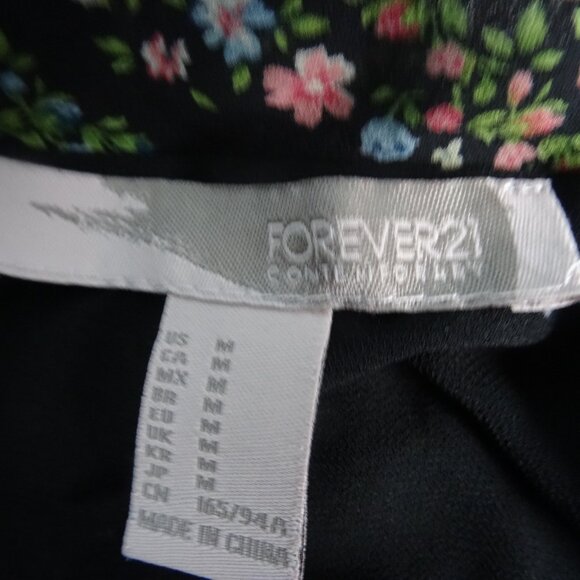 FOREVER21
CONTEMPORARY
US M
CA M
MX M
BR M
EU M
UK M
KR M
JP M
CN 165/94A
MADE IN CHINA